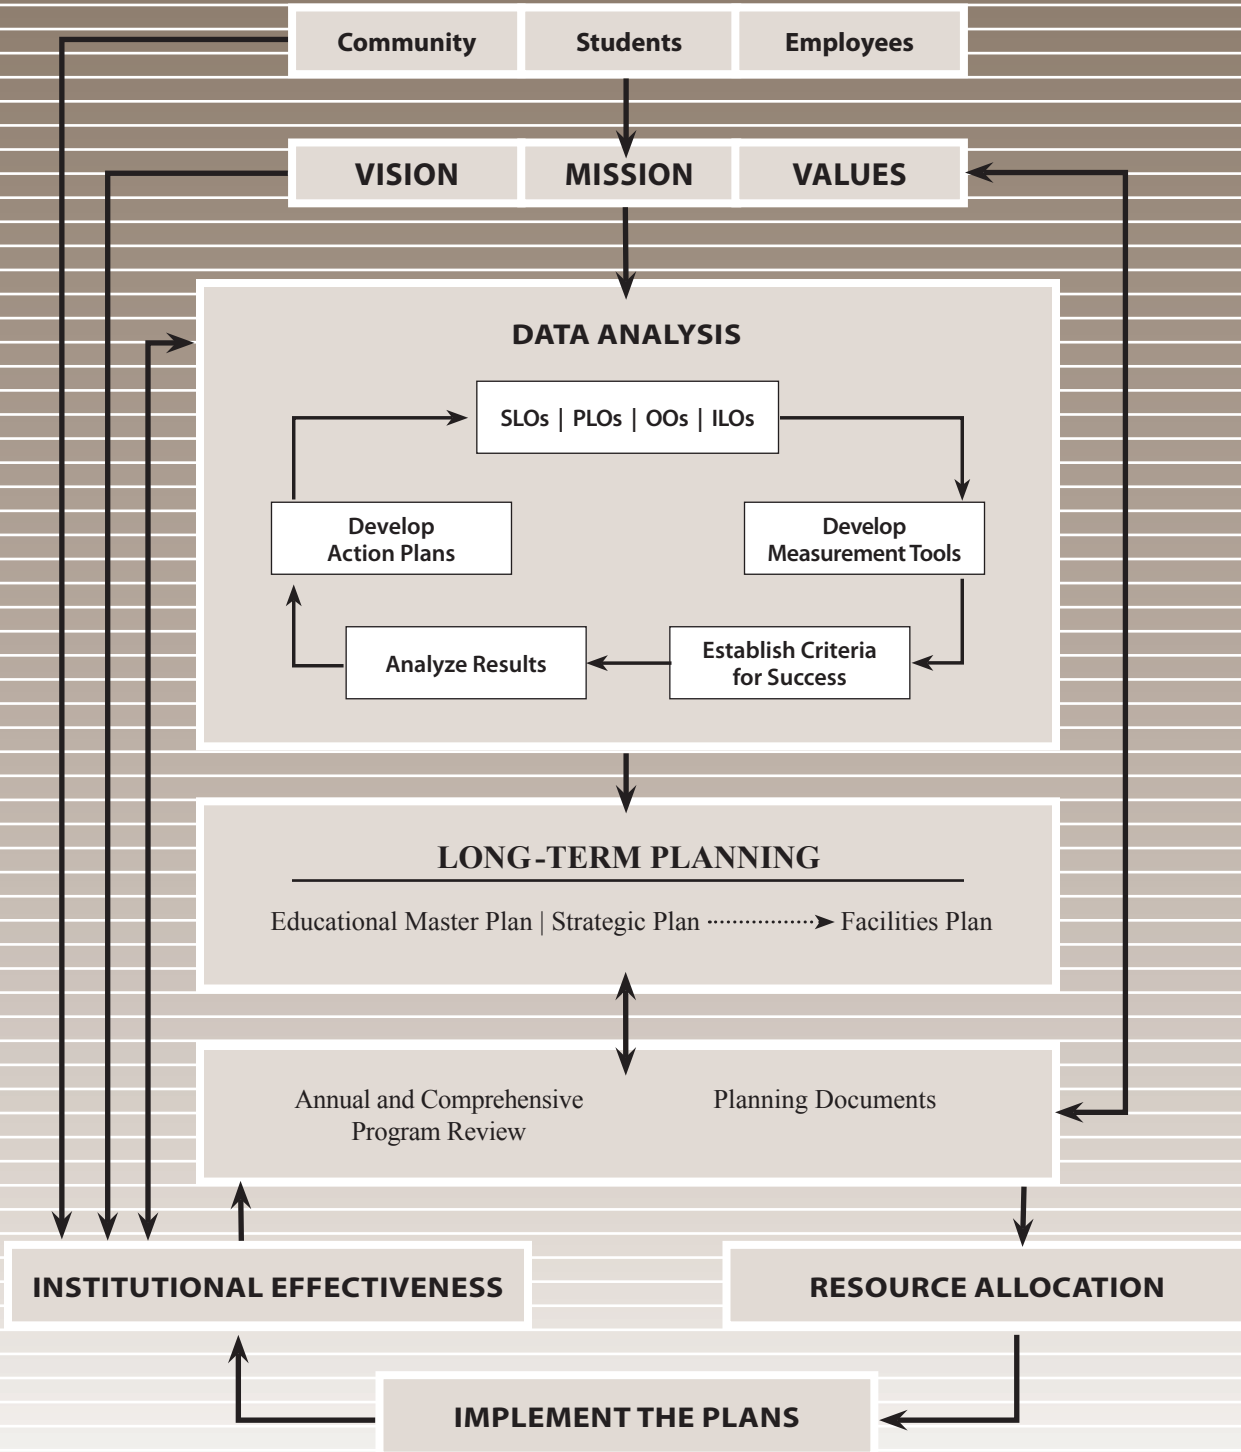 Community
Students
Employees
VISION
MISSION
VALUES
DATA ANALYSIS
SLOs | PLOs | OOs | ILOs
Develop
Action Plans
Develop
Measurement Tools
Analyze Results
Establish Criteria
for Success
LONG-TERM PLANNING
Educational Master Plan | Strategic Plan Facilities Plan
Annual and Comprehensive
Program Review
Planning Documents
INSTITUTIONAL EFFECTIVENESS
RESOURCE ALLOCATION
IMPLEMENT THE PLANS